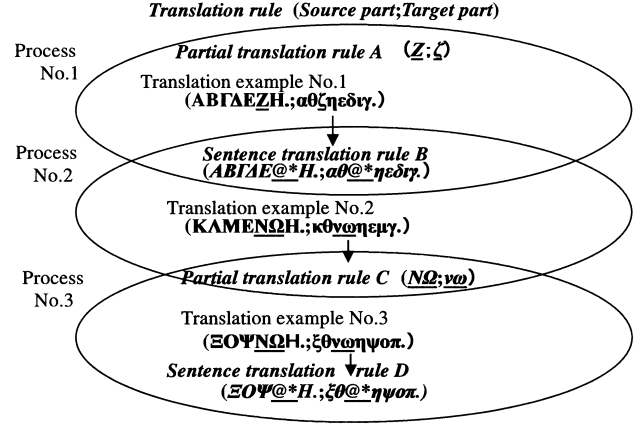 Translation rule (Source part;Target part)
Process
No.1
Partial translation rule A (Z;ζ)
Translation example No.1
(ΑΒΓΔΕΖΗ.;αθζηεδιγ.)
Process
No.2
Sentence translation rule B
(ΑΒΓΔΕ@*Η.;αθ@*ηεδιγ.)
Translation example No.2
(ΚΛΜΕΝΩΗ.;κθνωηεμγ.)
Process
No.3
Partial translation rule C (ΝΩ;νω)
Translation example No.3
(ΞΟΨΝΩΗ.;ξθνωηψοπ.)
Sentence translation rule D
(ΞΟΨ@*Η.;ξθ@*ηψοπ.)